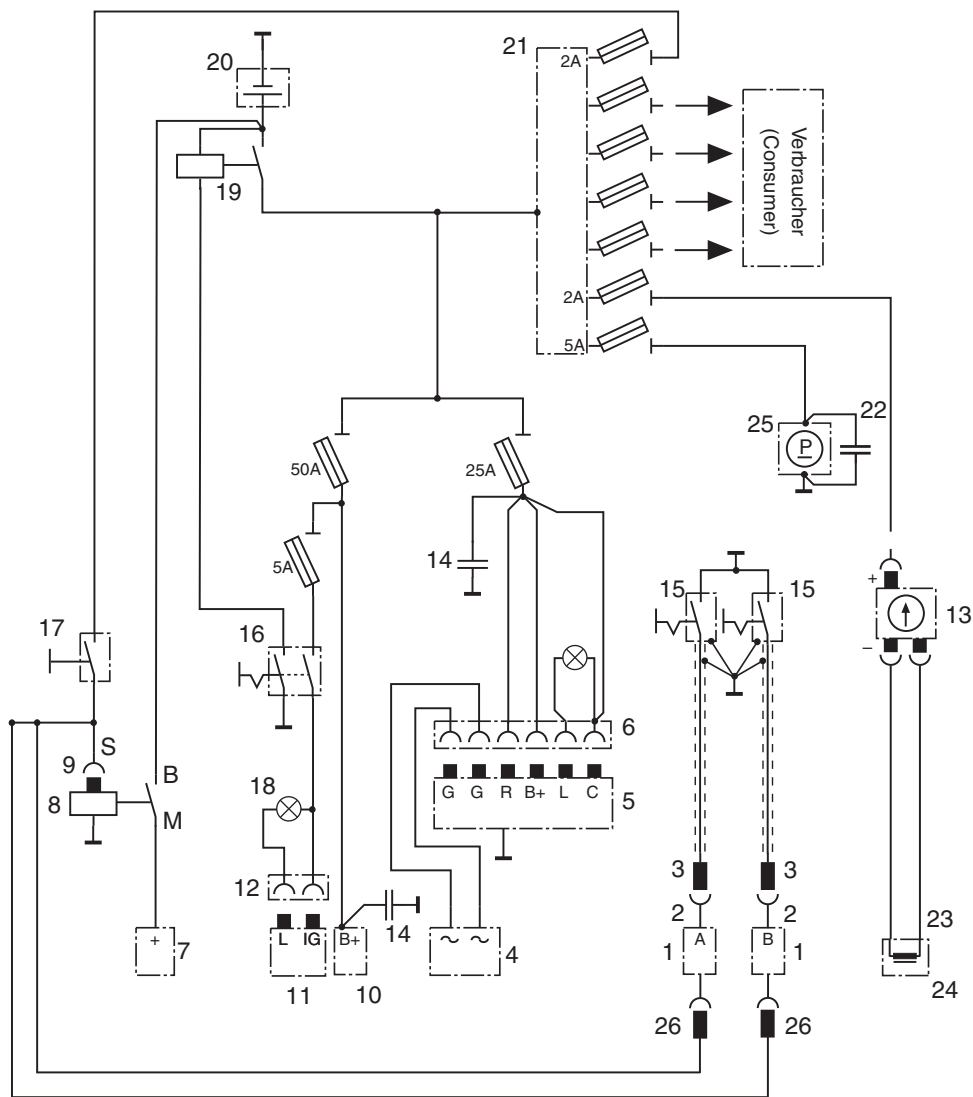 21
2A
20
Verbraucher
(Consumer)
19
2A
5A
25
P
22
50A
25A
14
5A
15
15
+
13
–
17
16
6
S
9
B
8
M
18
G G R B+ L C
5
12
3
3
2
2
+
7
L IG
11
B+
10
14
~ ~
4
A
1
B
1
23
24
26
26